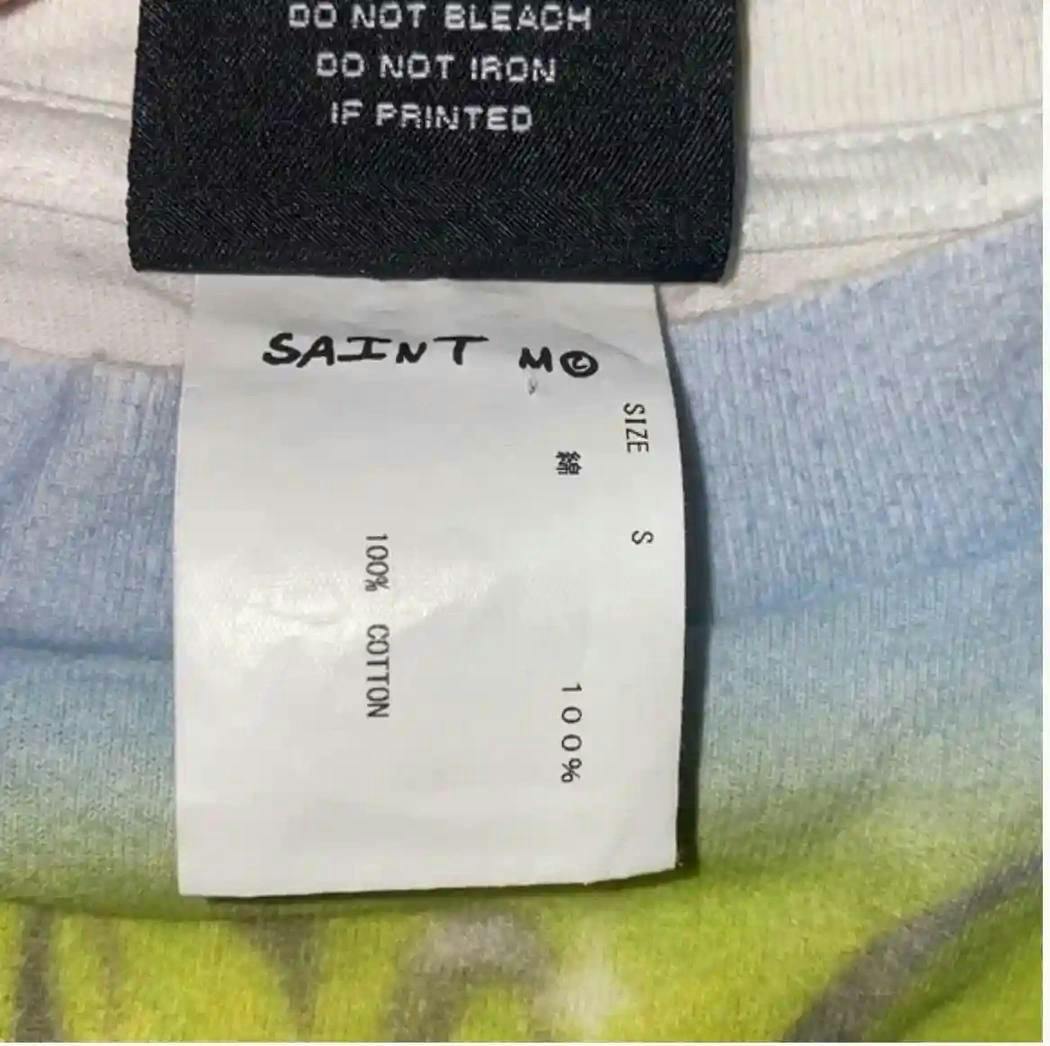 DO NOT BLEACH
DO NOT IRON
IF PRINTED
SAINT M
SIZE S
綿 100%
100% COTTON